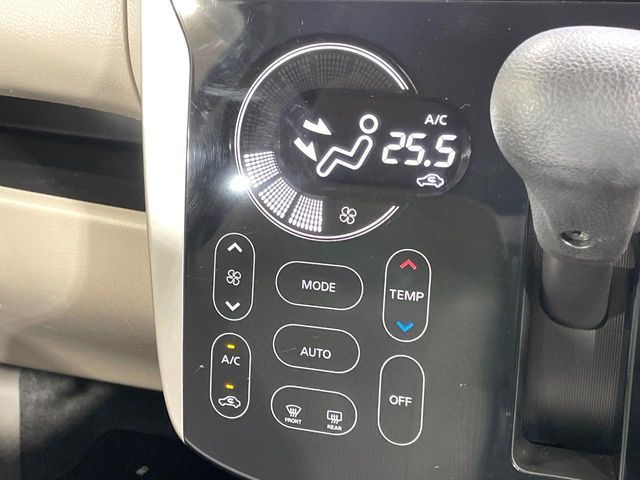 A/C
25.5
MODE
TEMP
AUTO
A/C
OFF
FRONT
REAR